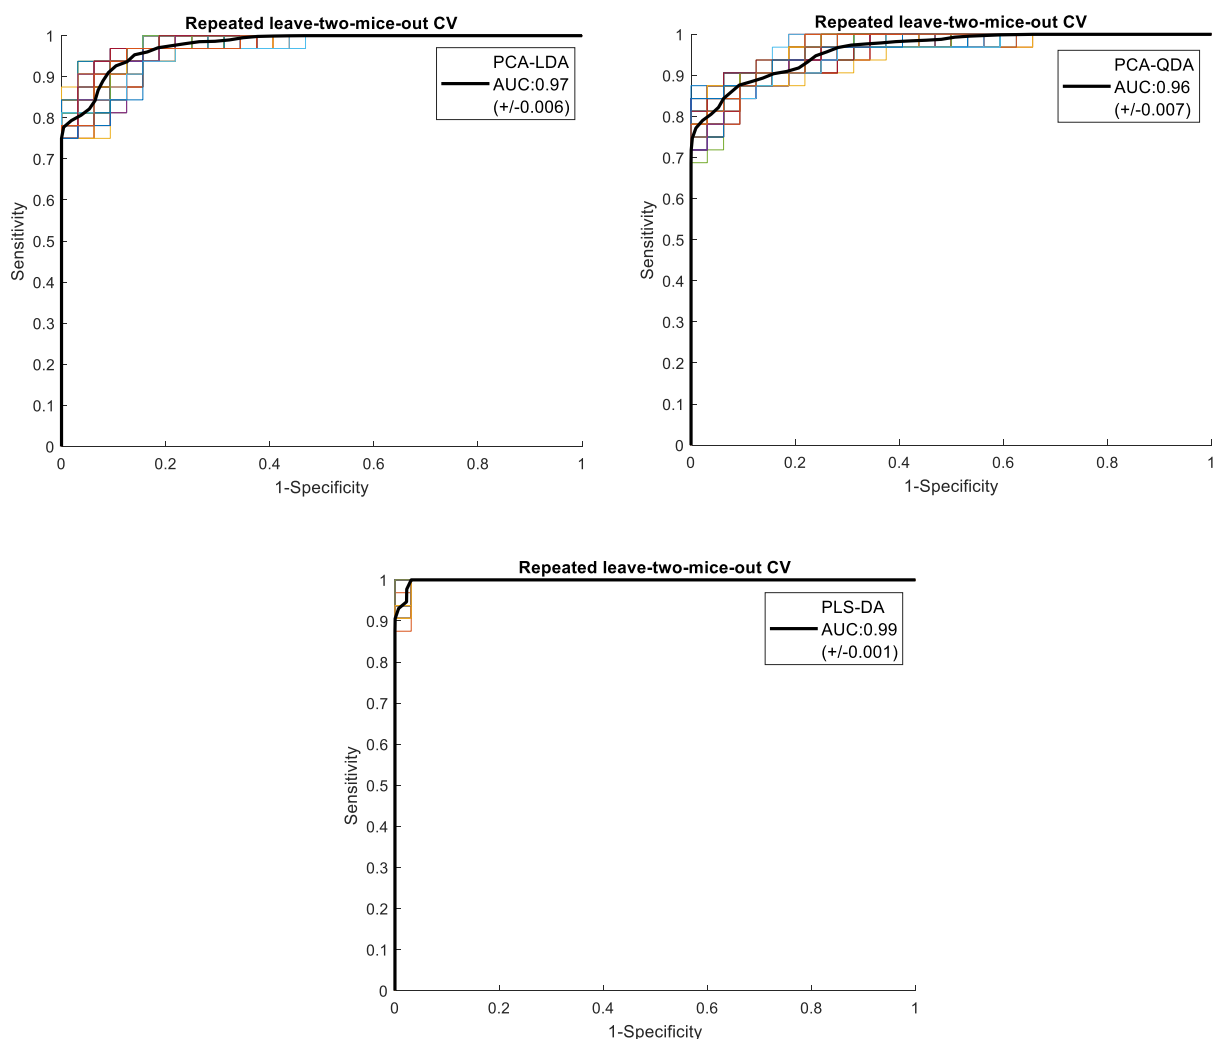 Repeated leave-two-mice-out CV
1
0.9
0.8
0.7
0.6
0.5
0.4
0.3
0.2
0.1
0
Sensitivity
0 0.2 0.4 0.6 0.8 1
1-Specificity
PCA-LDA
AUC:0.97
(+/-0.006)
Repeated leave-two-mice-out CV
1
0.9
0.8
0.7
0.6
0.5
0.4
0.3
0.2
0.1
0
Sensitivity
0 0.2 0.4 0.6 0.8 1
1-Specificity
PCA-QDA
AUC:0.96
(+/-0.007)
Repeated leave-two-mice-out CV
1
0.9
0.8
0.7
0.6
0.5
0.4
0.3
0.2
0.1
0
Sensitivity
0 0.2 0.4 0.6 0.8 1
1-Specificity
PLS-DA
AUC:0.99
(+/-0.001)